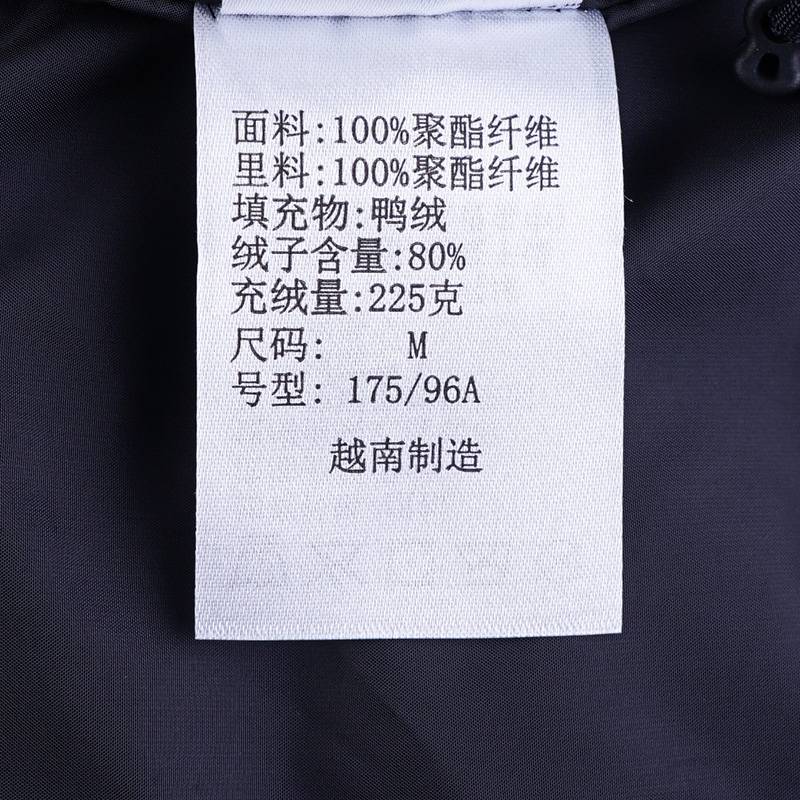 面料:100%聚酯纤维
里料:100%聚酯纤维
填充物:鸭绒
绒子含量:80%
充绒量:225克
尺码: M
号型: 175/96A
越南制造